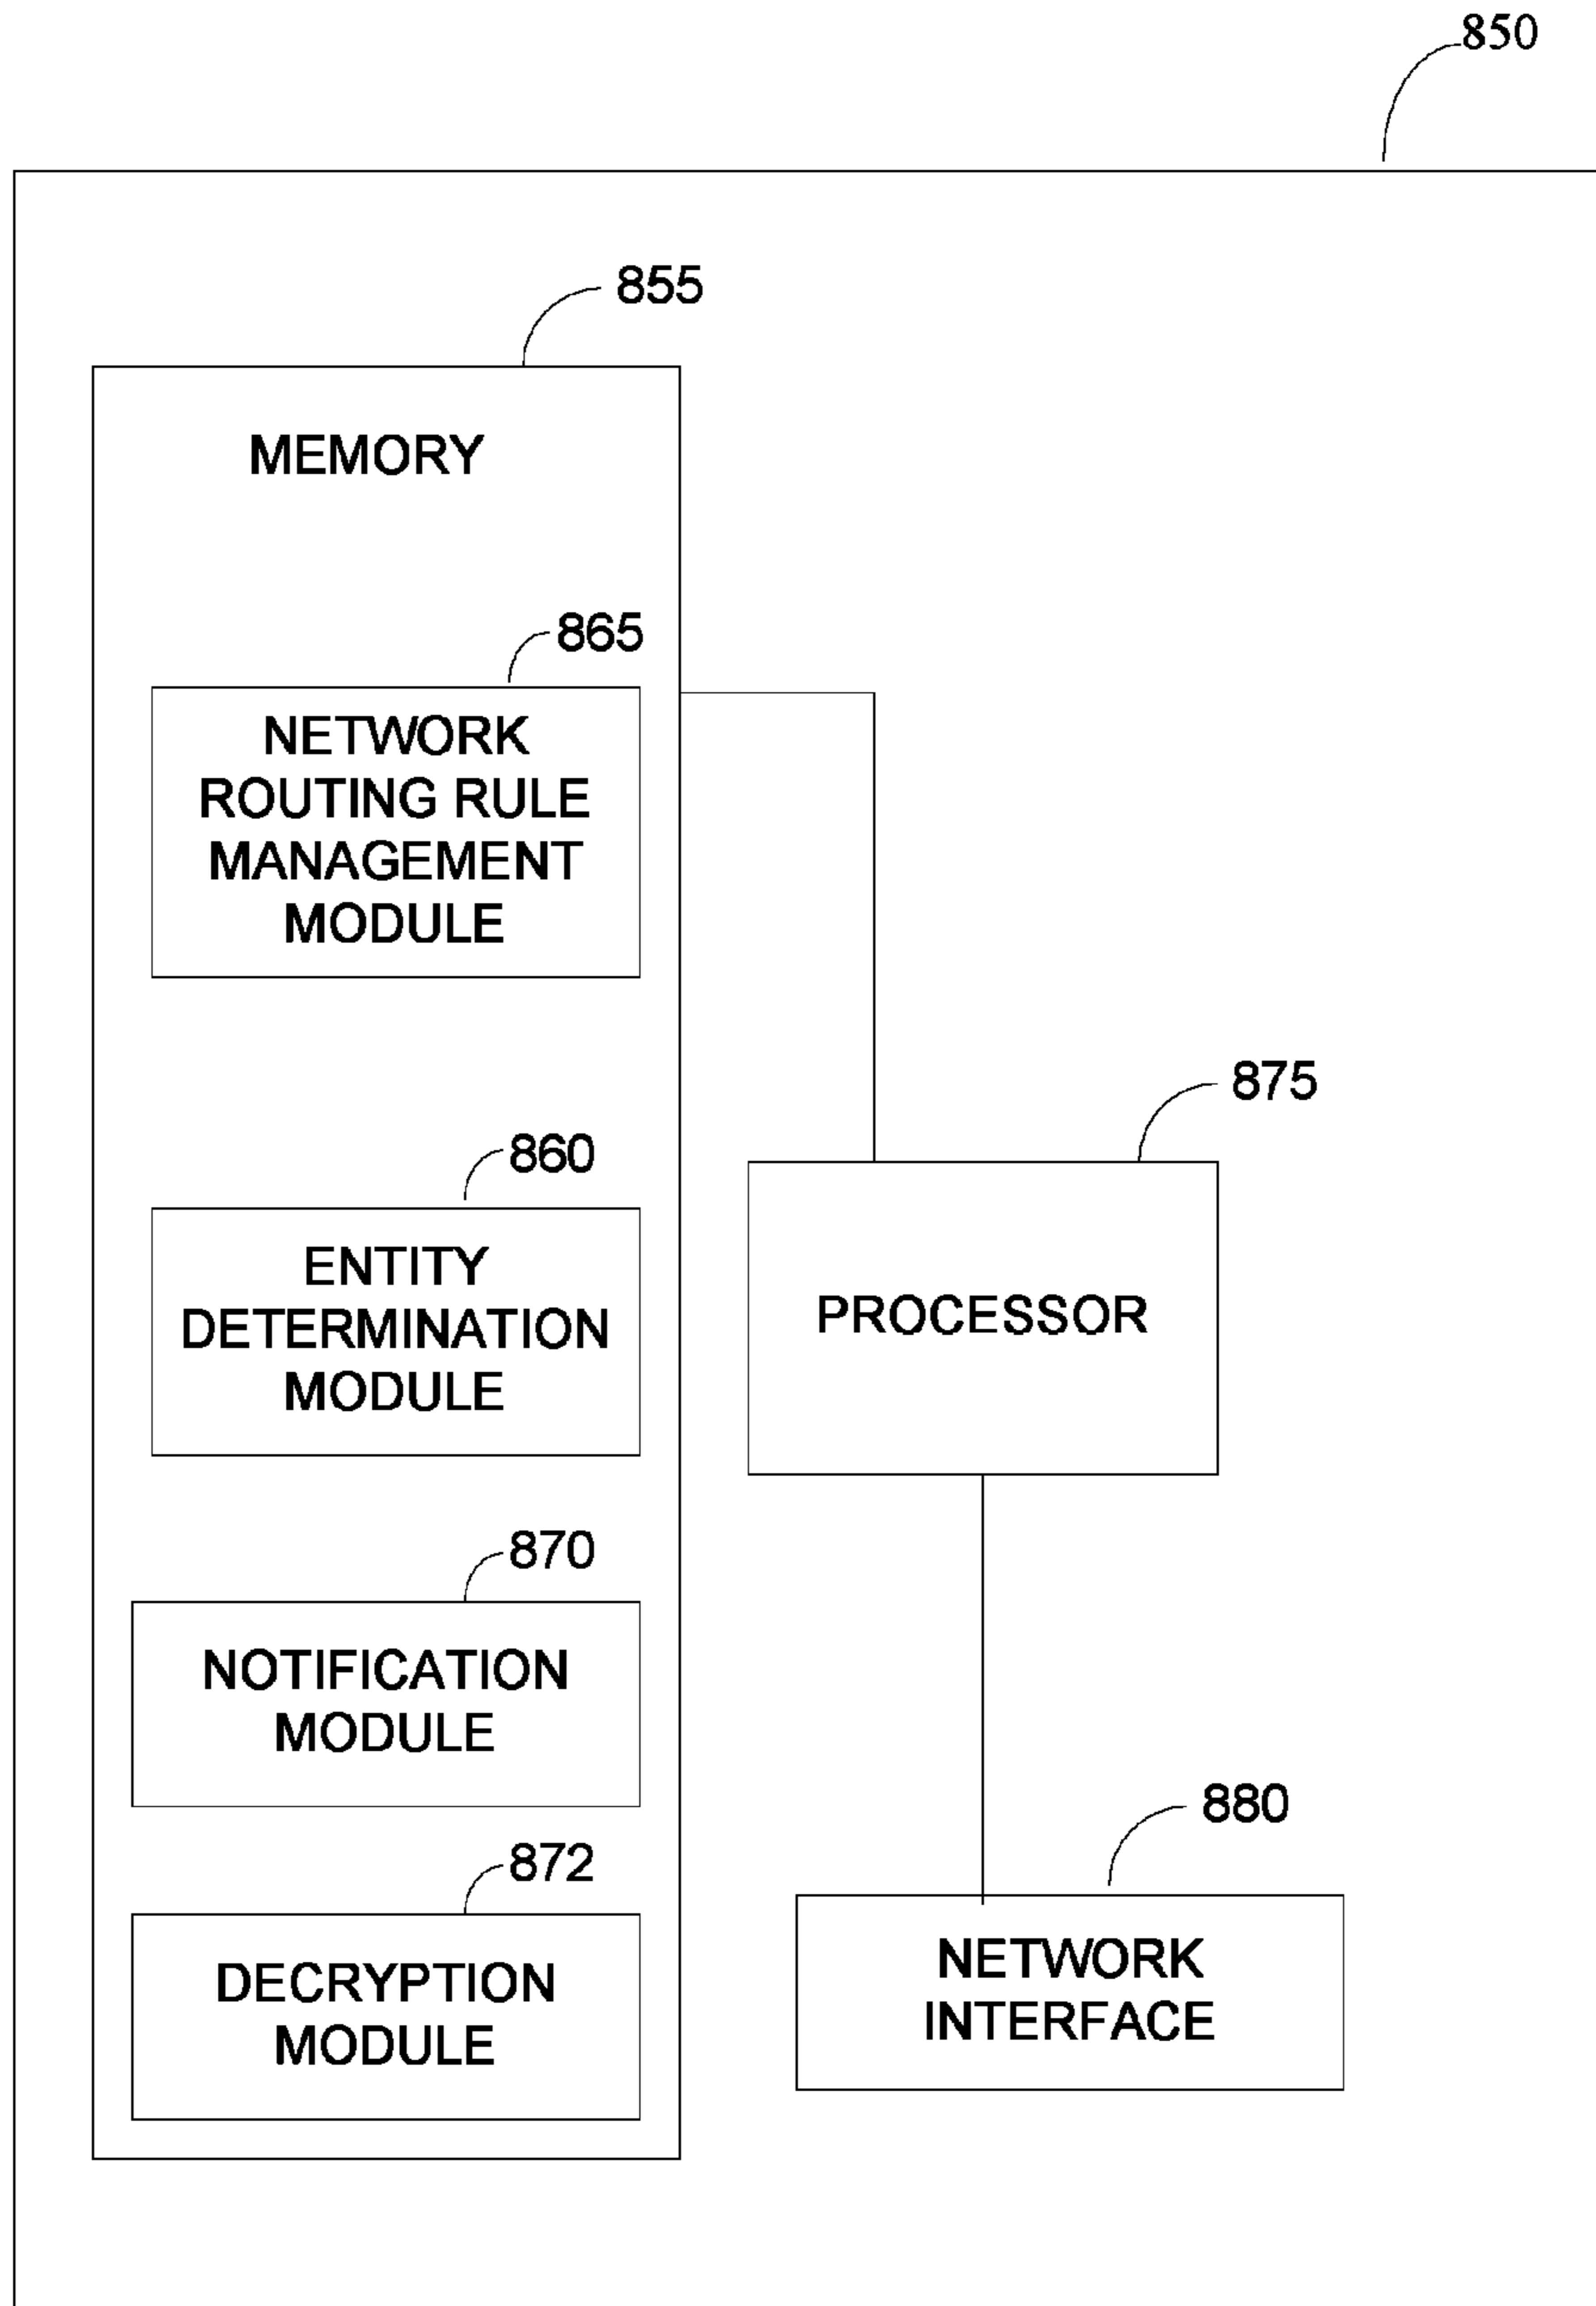 850
855
MEMORY
865
NETWORK
ROUTING RULE
MANAGEMENT
MODULE
875
860
ENTITY
DETERMINATION
MODULE
PROCESSOR
870
NOTIFICATION
MODULE
880
872
DECRYPTION
MODULE
NETWORK
INTERFACE